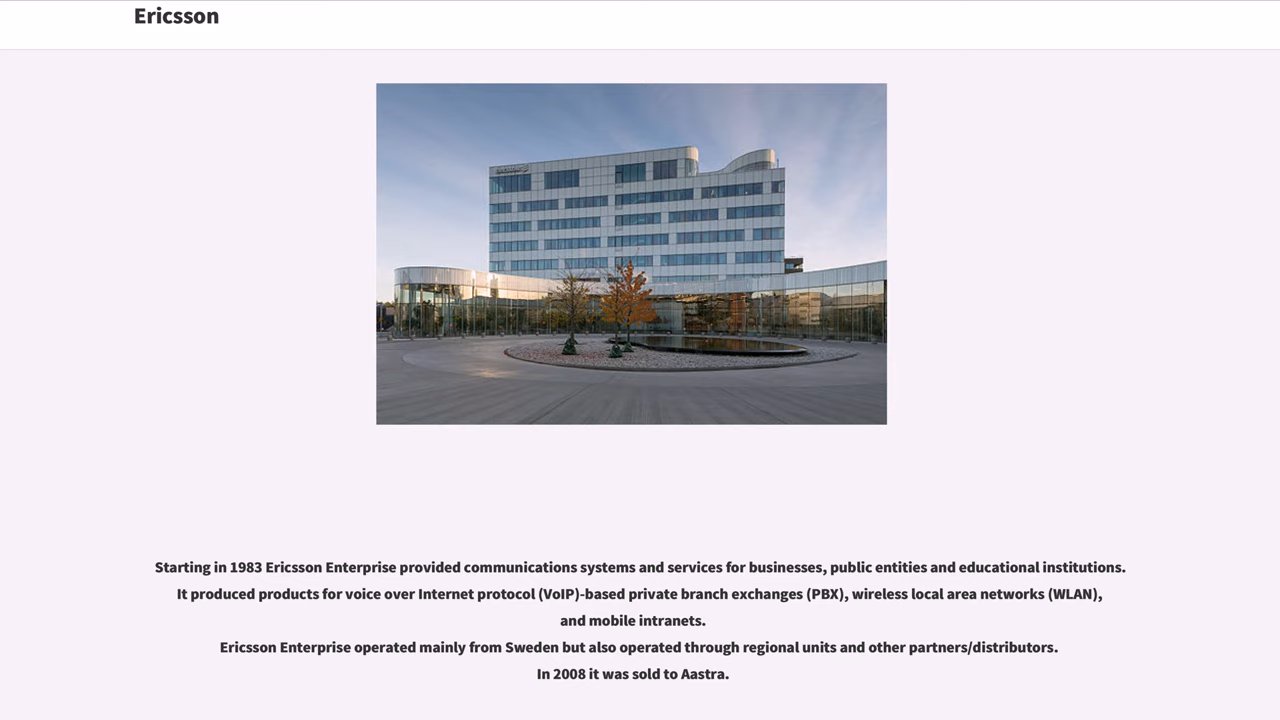 Ericsson
Starting in 1983 Ericsson Enterprise provided communications systems and services for businesses, public entities and educational institutions.
It produced products for voice over Internet protocol (VoIP)-based private branch exchanges (PBX), wireless local area networks (WLAN),
and mobile intranets.
Ericsson Enterprise operated mainly from Sweden but also operated through regional units and other partners/distributors.
In 2008 it was sold to Aastra.